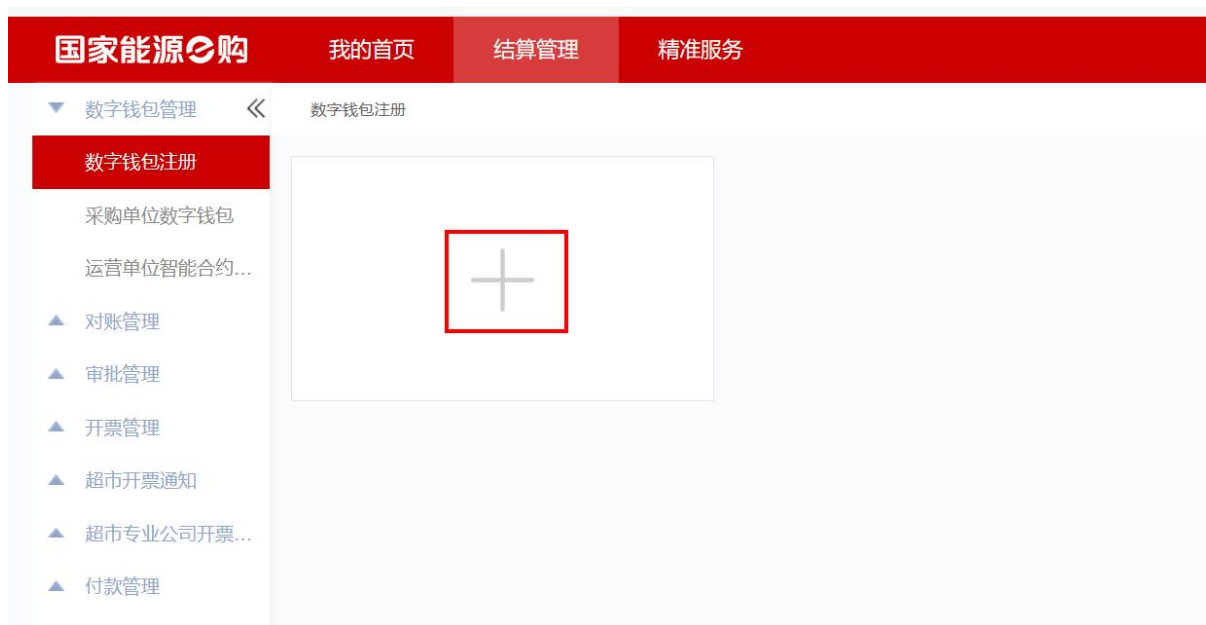 国家能源e购 我的首页 结算管理 精准服务
数字钱包管理 数字钱包注册
数字钱包注册
采购单位数字钱包
运营单位智能合约...
对账管理
审批管理
开票管理
超市开票通知
超市专业公司开票...
付款管理